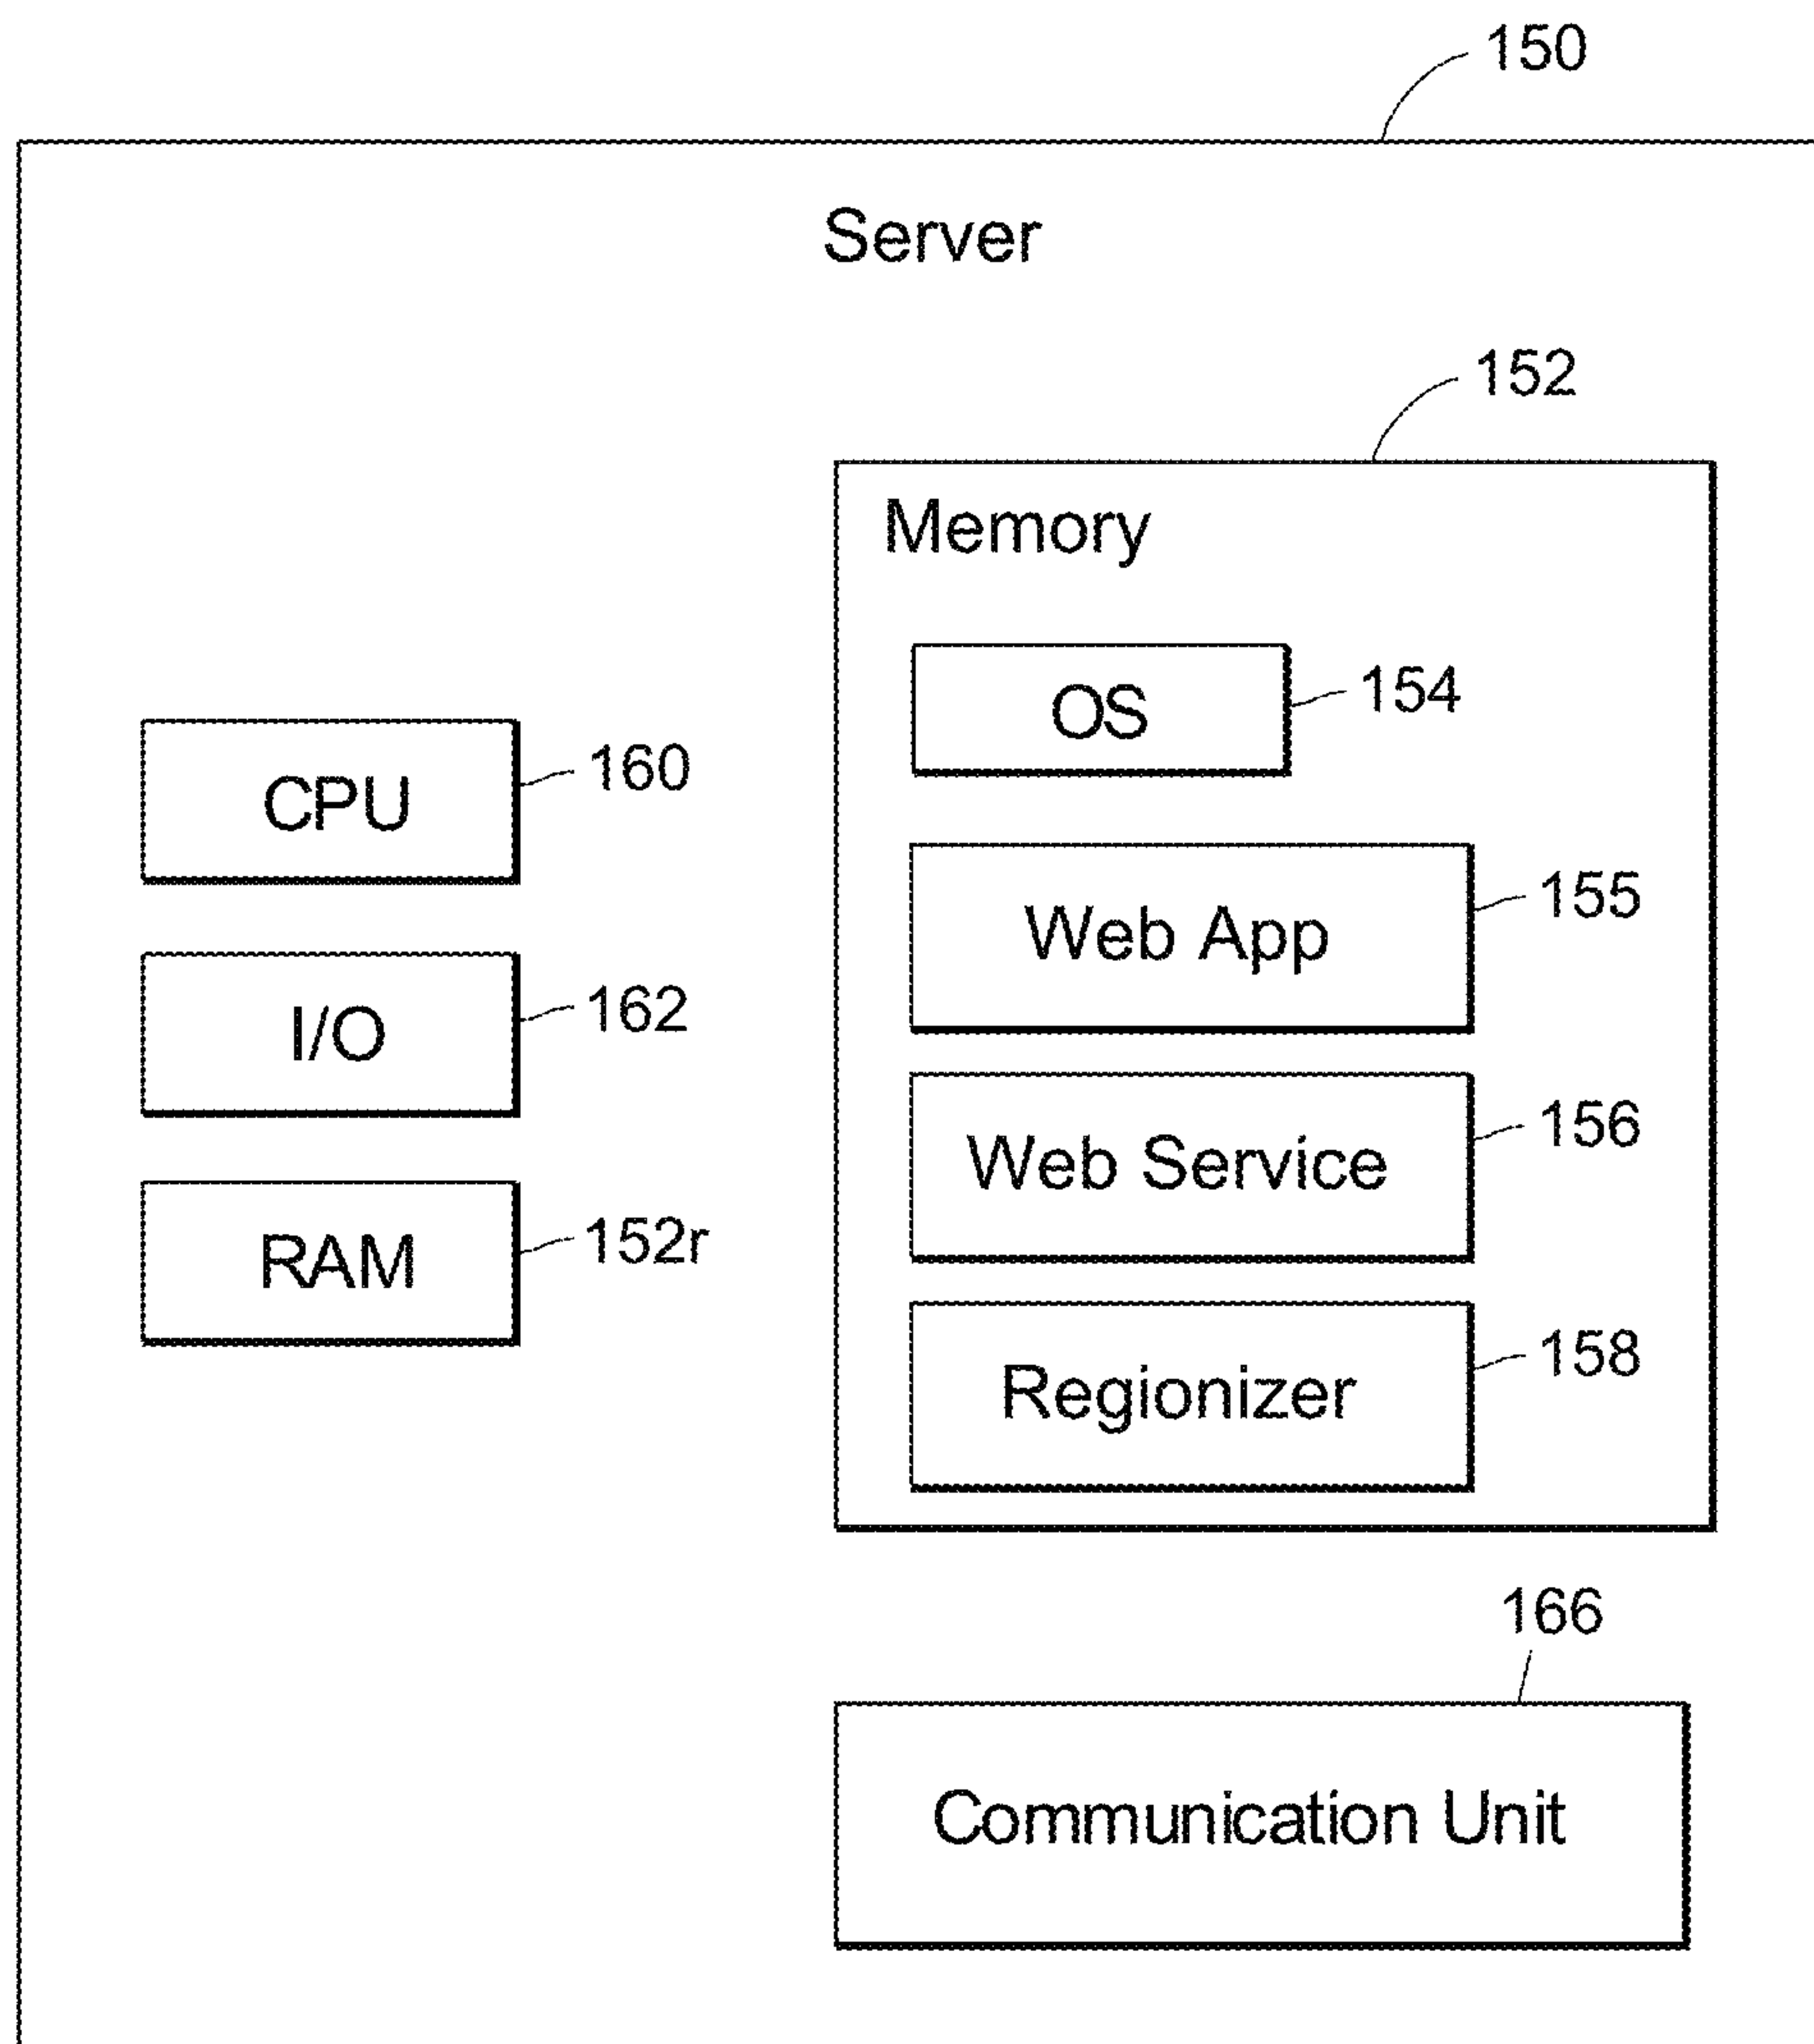 150
Server
152
Memory
OS 154
CPU 160
Web App 155
I/O 162
Web Service 156
RAM 152r
Regionizer 158
166
Communication Unit